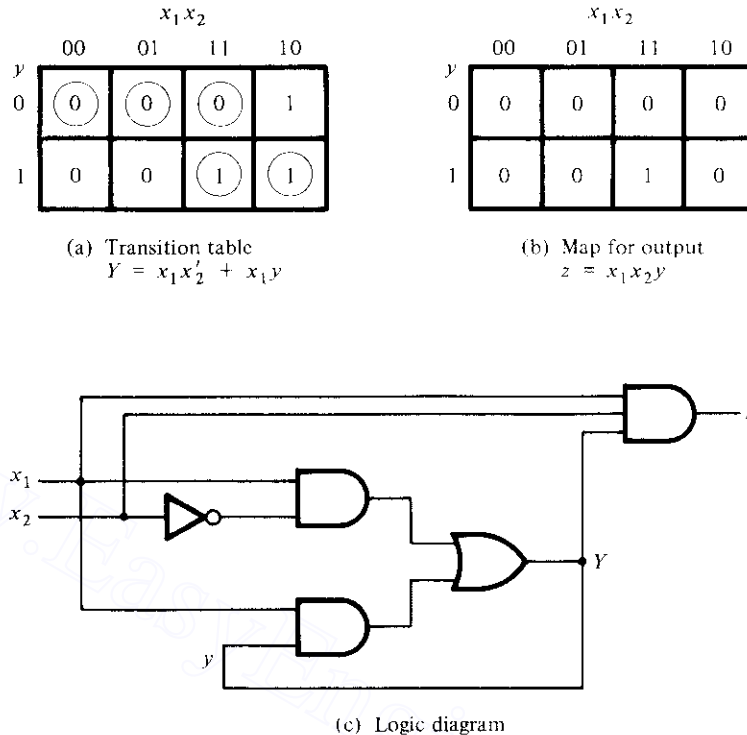 x₁x₂ x₁x₂
00 01 11 10 00 01 11 10
y y
0 0 0 0 1 0 0 0 0 0
1 0 0 1 1 1 0 0 1 0
(a) Transition table (b) Map for output
Y = x₁x₂′ + x₁y z = x₁x₂y
x₁
x₂
Y
y
(c) Logic diagram